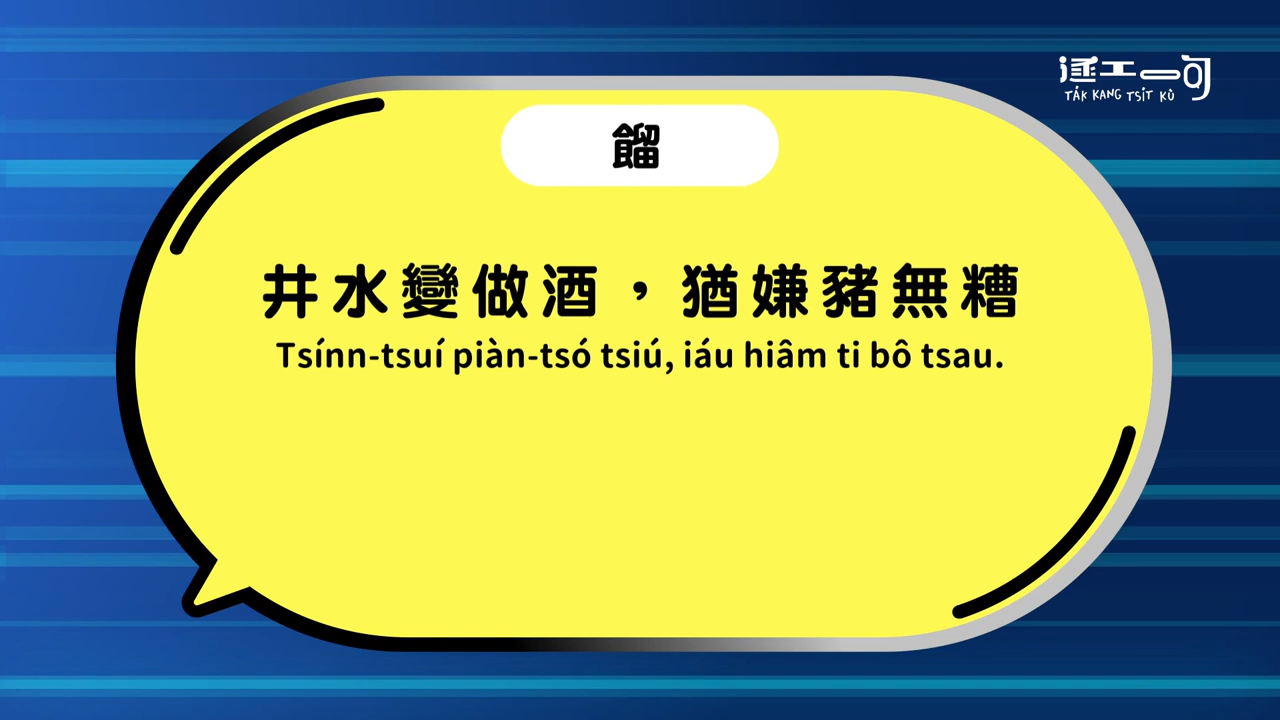 逐工一句
TA̍K KANG TSI̍T KÙ
餾
井水變做酒，猶嫌豬無糟
Tsínn-tsuí piàn-tsó tsiú, iáu hiâm ti bô tsau.